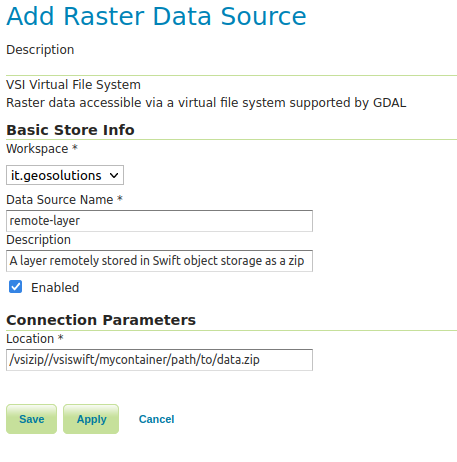 Add Raster Data Source
Description
VSI Virtual File System
Raster data accessible via a virtual file system supported by GDAL
Basic Store Info
Workspace *
it.geosolutions
Data Source Name *
remote-layer
Description
A layer remotely stored in Swift object storage as a zip
Enabled
Connection Parameters
Location *
/vsizip//vsiswift/mycontainer/path/to/data.zip
Save Apply Cancel